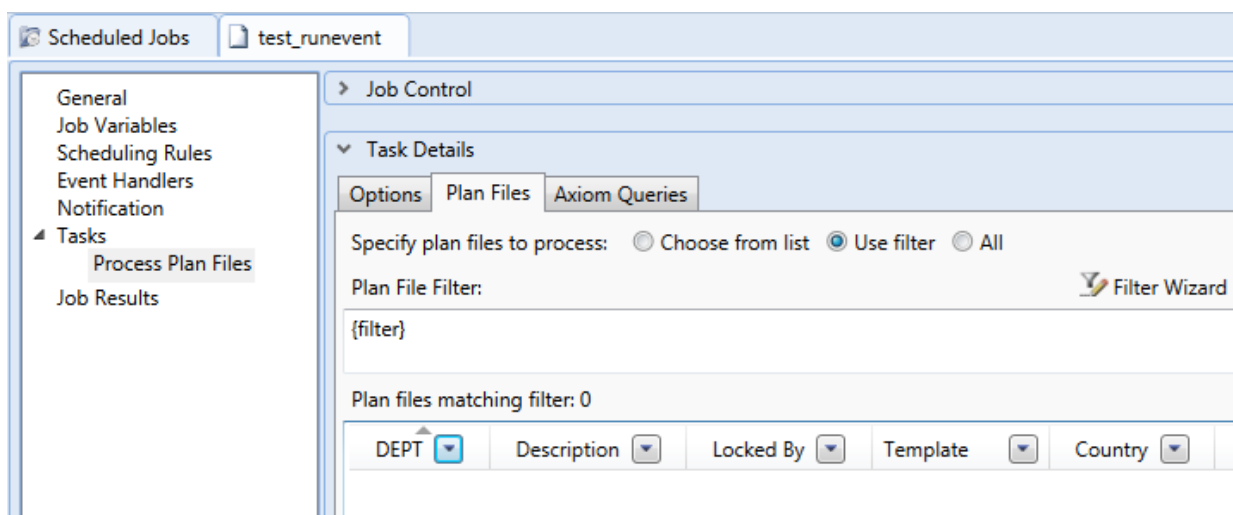 Scheduled Jobs test_runevent
General
Job Variables
Scheduling Rules
Event Handlers
Notification
Tasks
Process Plan Files
Job Results
Job Control
Task Details
Options Plan Files Axiom Queries
Specify plan files to process: Choose from list Use filter All
Plan File Filter: Filter Wizard
{filter}
Plan files matching filter: 0
DEPT Description Locked By Template Country